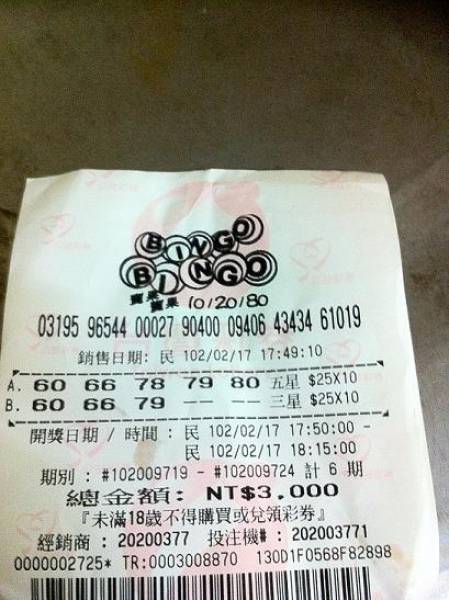 BINGO
BINGO
賓果
賓果 10/20/80
03195 96544 00027 90400 09406 43434 61019
銷售日期: 民 102/02/17 17:49:10
A. 60 66 78 79 80 五星 $25X10
B. 60 66 79 -- -- 三星 $25X10
開獎日期 / 時間 : 民 102/02/17 17:50:00 -
民 102/02/17 18:15:00
期別 : #102009719 - #102009724 計 6 期
總金額: NT$3,000
『未滿18歲不得購買或兌領彩券』
經銷商 : 20200377 投注機# : 202003771
0000002725* TR:0003008870 130D1F0568F82898